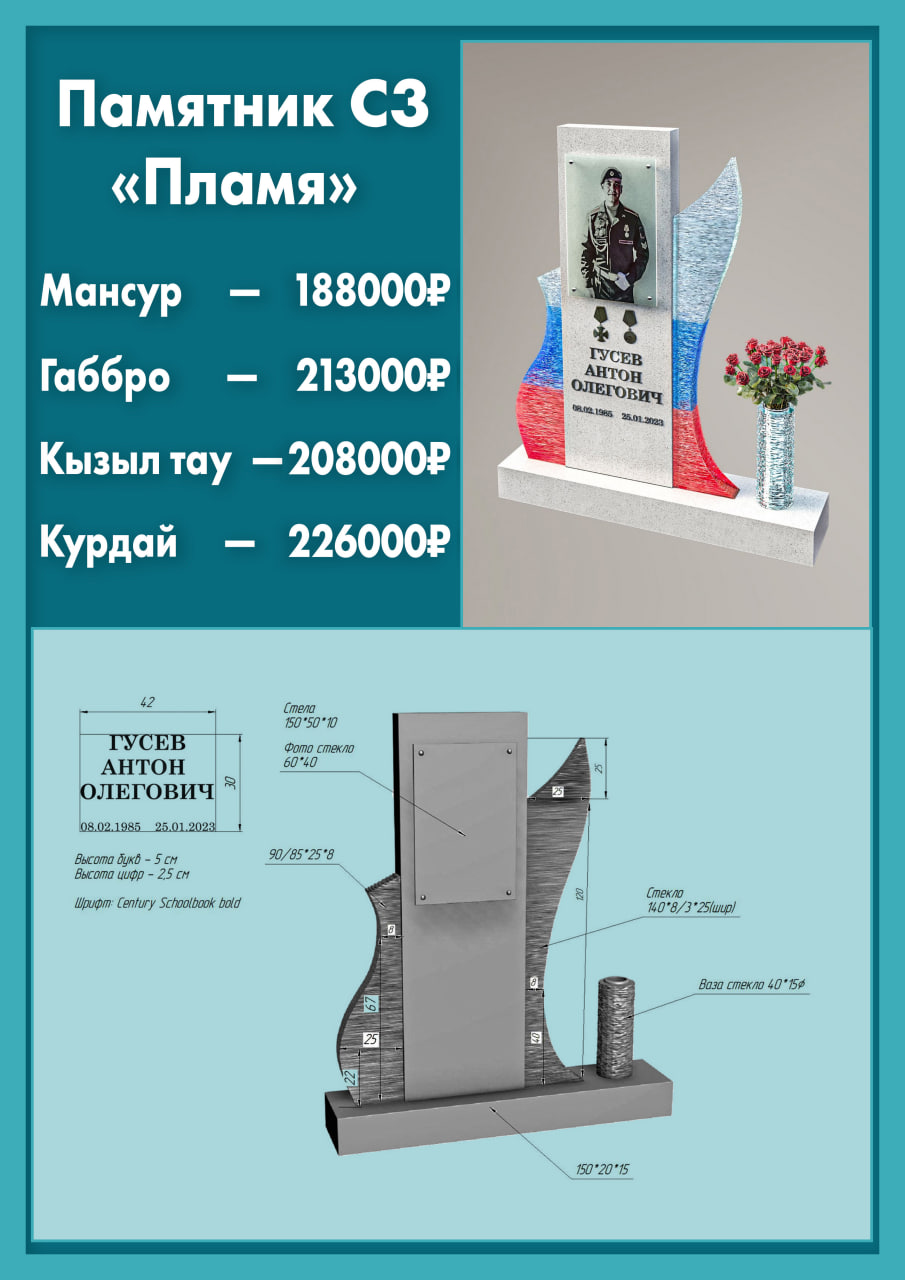 Памятник СЗ
«Пламя»
Мансур — 188000₽
Габбро — 213000₽
Кызыл тау — 208000₽
Курдай — 226000₽
ГУСЕВ
АНТОН
ОЛЕГОВИЧ
08.02.1985 25.01.2023
42
ГУСЕВ
АНТОН
ОЛЕГОВИЧ
08.02.1985 25.01.2023
30
Высота букв – 5 см
Высота цифр – 2,5 см
Шрифт: Century Schoolbook bold
Стела
150*50*10
Фото стекло
60*40
90/85*25*8
25
25
120
Стекло
140*8/3*25(шир)
8
67
25
22
8
40
Ваза стекло 40*15ϕ
150*20*15